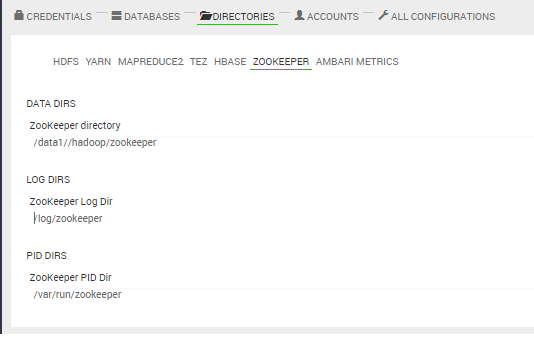 CREDENTIALS DATABASES DIRECTORIES ACCOUNTS ALL CONFIGURATIONS
HDFS YARN MAPREDUCE2 TEZ HBASE ZOOKEEPER AMBARI METRICS
DATA DIRS
ZooKeeper directory
/data1//hadoop/zookeeper
LOG DIRS
ZooKeeper Log Dir
/log/zookeeper
PID DIRS
ZooKeeper PID Dir
/var/run/zookeeper